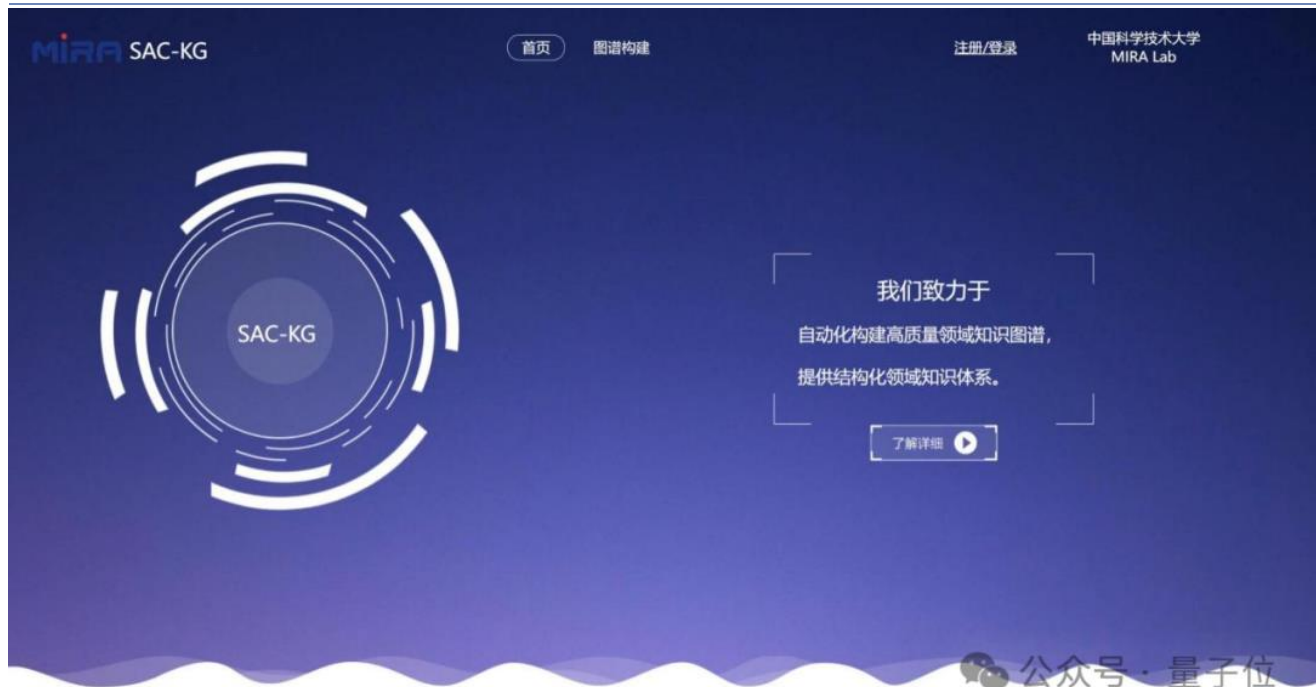 MIRA SAC-KG
首页
图谱构建
注册/登录
中国科学技术大学
MIRA Lab
SAC-KG
我们致力于
自动化构建高质量领域知识图谱，
提供结构化领域知识体系。
了解详细
公众号 · 量子位